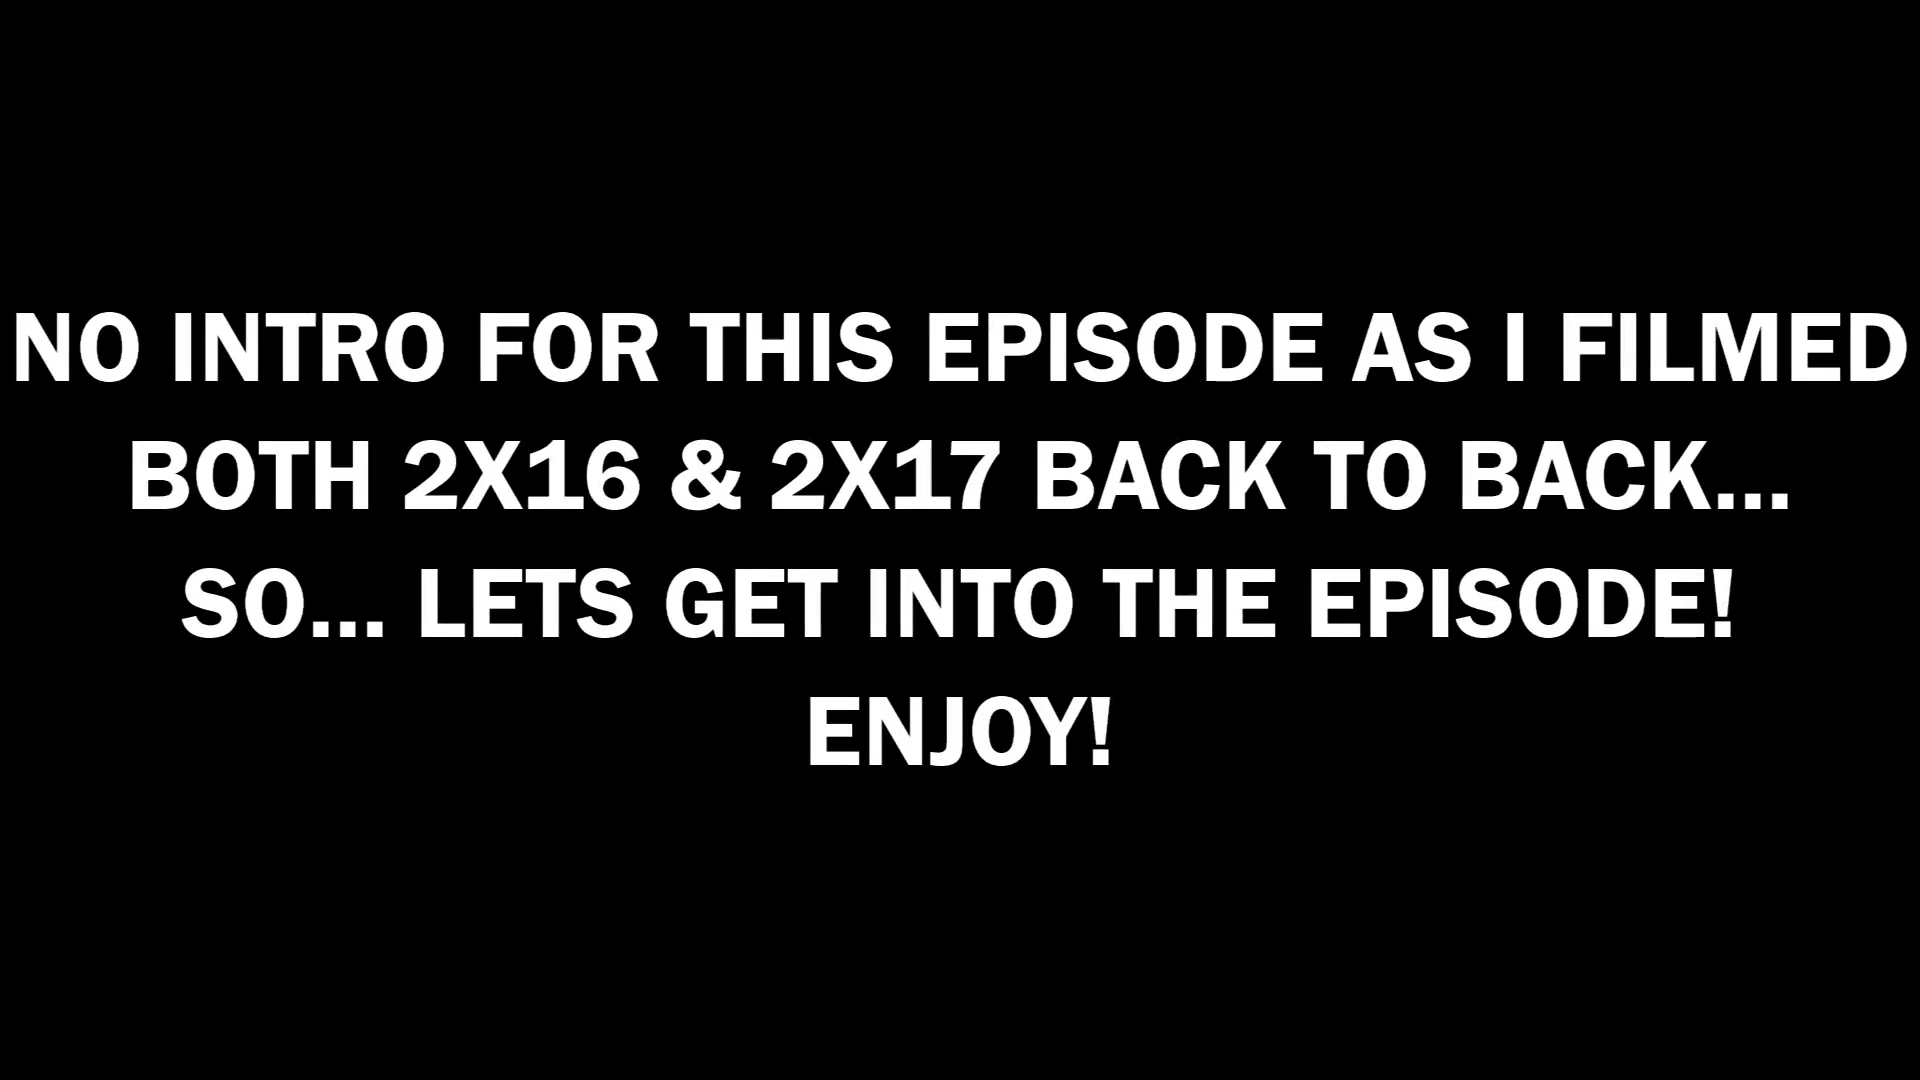 NO INTRO FOR THIS EPISODE AS I FILMED
BOTH 2X16 & 2X17 BACK TO BACK...
SO... LETS GET INTO THE EPISODE!
ENJOY!